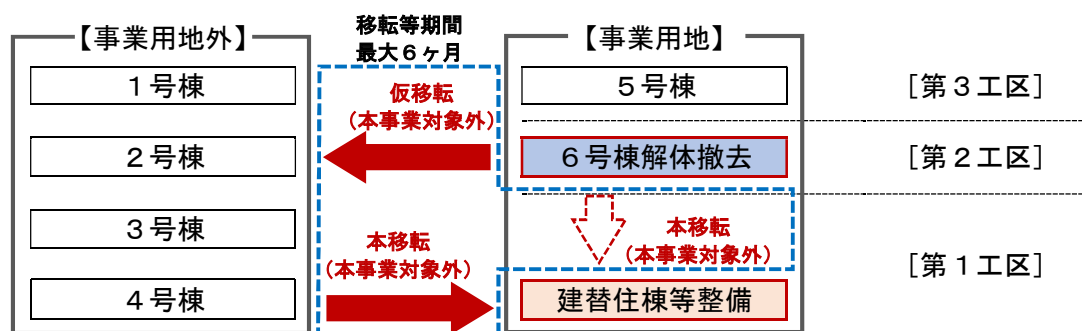 【事業用地外】
１号棟
２号棟
３号棟
４号棟
移転等期間
最大６ヶ月
仮移転
（本事業対象外）
本移転
（本事業対象外）
【事業用地】
５号棟
６号棟解体撤去
本移転
（本事業対象外）
建替住棟等整備
［第３工区］
［第２工区］
［第１工区］